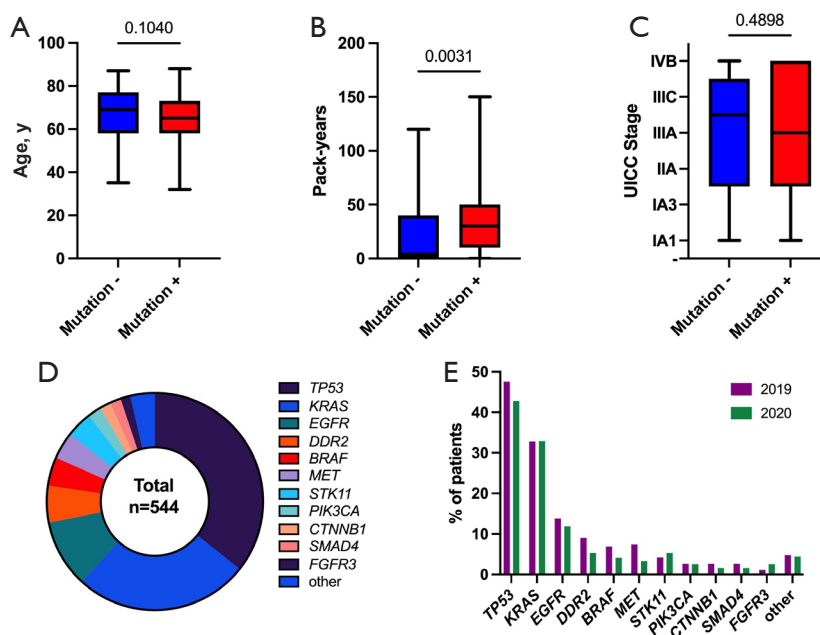 A
0.1040
Age, y
100
80
60
40
20
0
Mutation -
Mutation +
B
0.0031
Pack-years
200
150
100
50
0
Mutation -
Mutation +
C
0.4898
UICC Stage
IVB
IIIC
IIIA
IIA
IA3
IA1
-
Mutation -
Mutation +
D
Total
n=544
TP53
KRAS
EGFR
DDR2
BRAF
MET
STK11
PIK3CA
CTNNB1
SMAD4
FGFR3
other
E
% of patients
50
40
30
20
10
0
2019
2020
TP53
KRAS
EGFR
DDR2
BRAF
MET
STK11
PIK3CA
CTNNB1
SMAD4
FGFR3
other